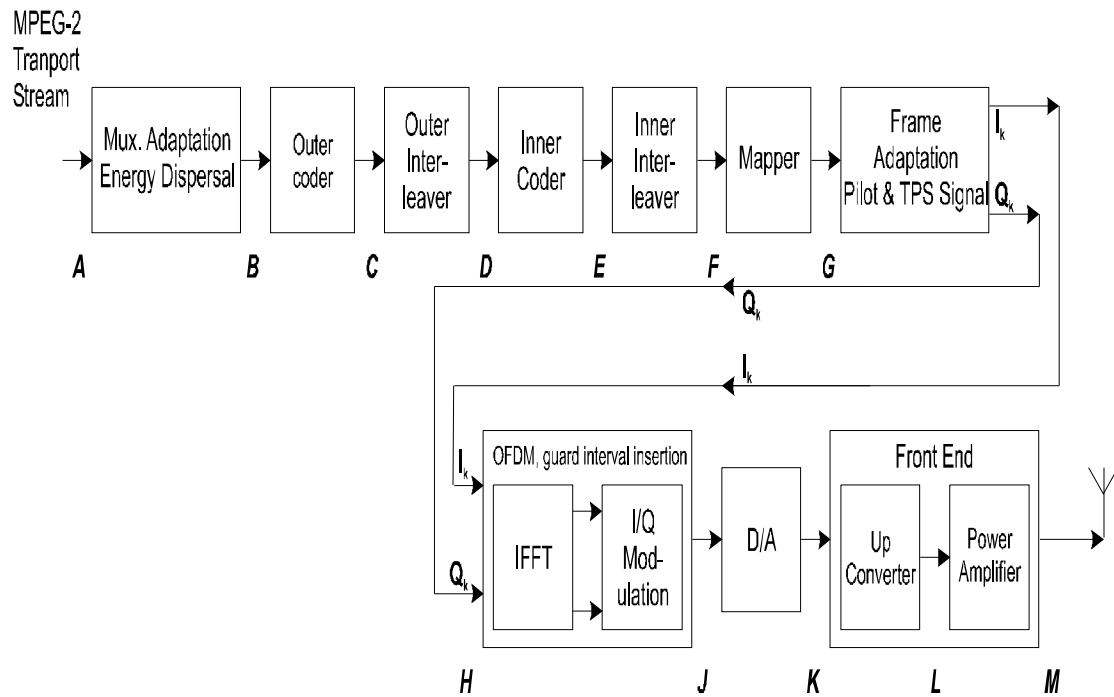 MPEG-2
Tranport
Stream
Mux. Adaptation
Energy Dispersal
Outer
coder
Outer
Inter-
leaver
Inner
Coder
Inner
Inter-
leaver
Mapper
Frame
Adaptation
Pilot & TPS Signal
Ik
Qk
A
B
C
D
E
F
G
Qk
Ik
OFDM, guard interval insertion
Ik
Qk
IFFT
I/Q
Mod-
ulation
D/A
Front End
Up
Converter
Power
Amplifier
H
J
K
L
M